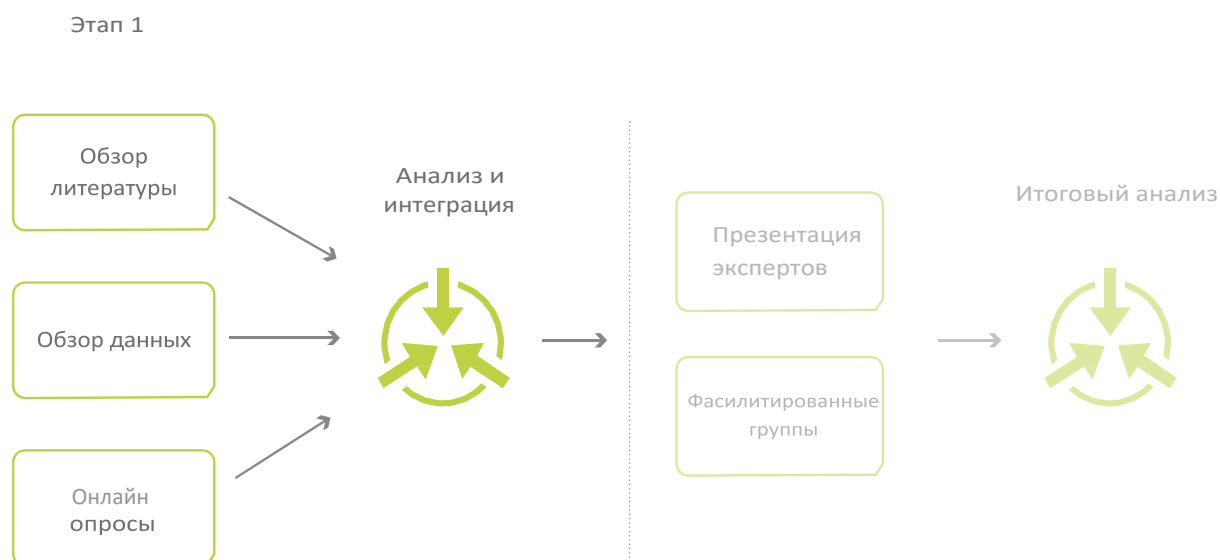 Этап 1
Обзор
литературы
Обзор данных
Онлайн
опросы
Анализ и
интеграция
Презентация
экспертов
Фасилитированные
группы
Итоговый анализ